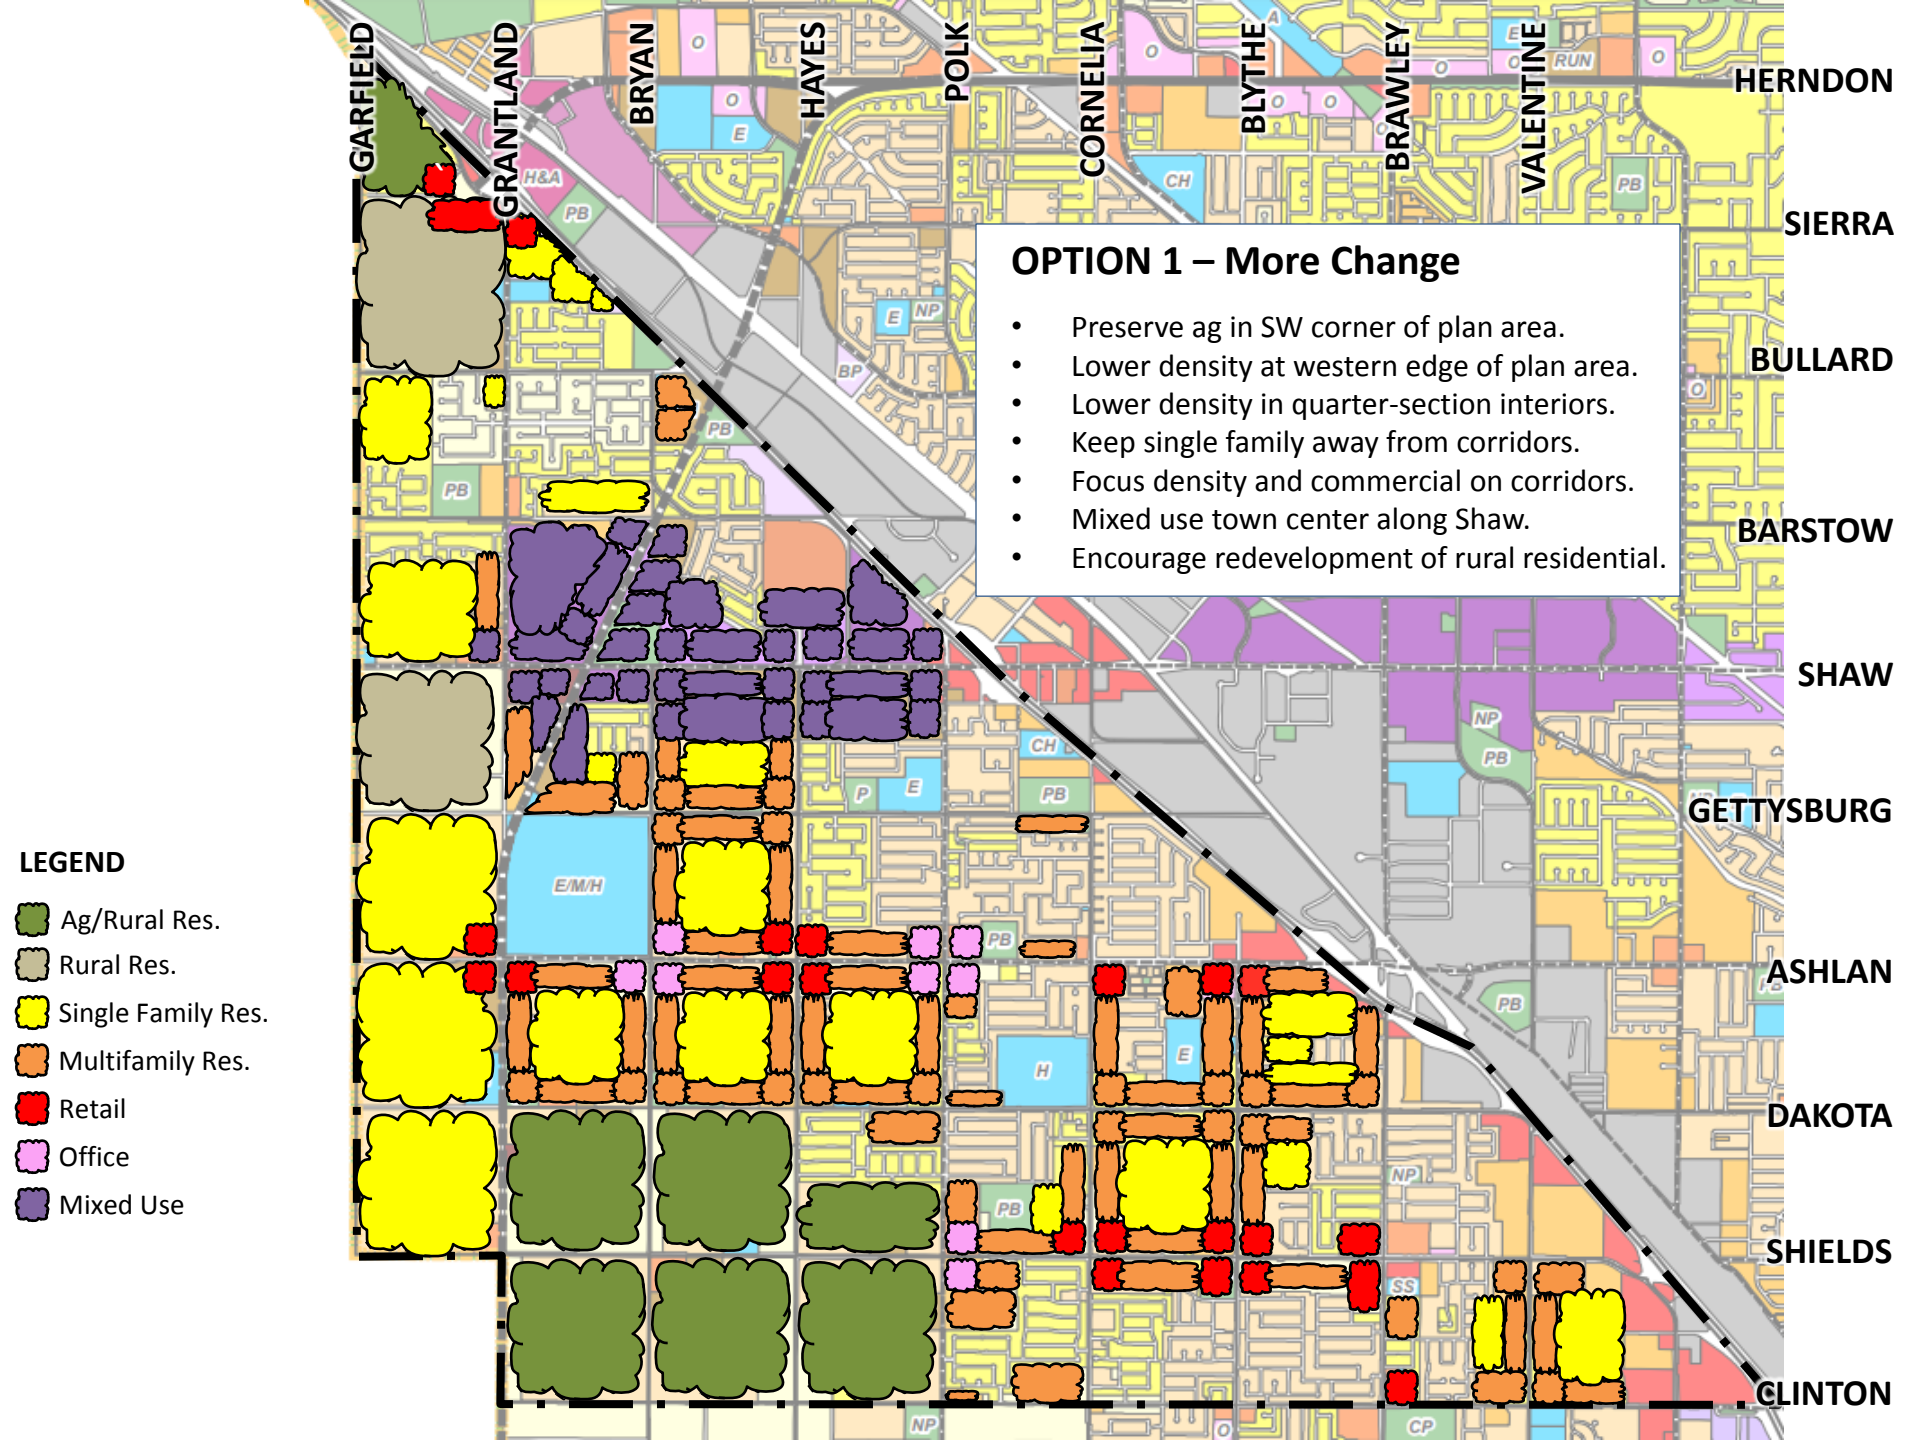 GARFIELD
GRANTLAND
BRYAN
HAYES
POLK
CORNELIA
BLYTHE
BRAWLEY
VALENTINE
HERNDON
SIERRA
BULLARD
BARSTOW
SHAW
GETTYSBURG
ASHLAN
DAKOTA
SHIELDS
CLINTON
OPTION 1 – More Change
• Preserve ag in SW corner of plan area.
• Lower density at western edge of plan area.
• Lower density in quarter-section interiors.
• Keep single family away from corridors.
• Focus density and commercial on corridors.
• Mixed use town center along Shaw.
• Encourage redevelopment of rural residential.
LEGEND
Ag/Rural Res.
Rural Res.
Single Family Res.
Multifamily Res.
Retail
Office
Mixed Use
O
A
E
O
RUN
O
O
O
E
O
O
H&A
PB
CH
PB
E
NP
BP
O
PB
PB
NP
PB
CH
P
E
PB
E/M/H
PB
PB
H
E
NP
PB
SS
NP
O
CP